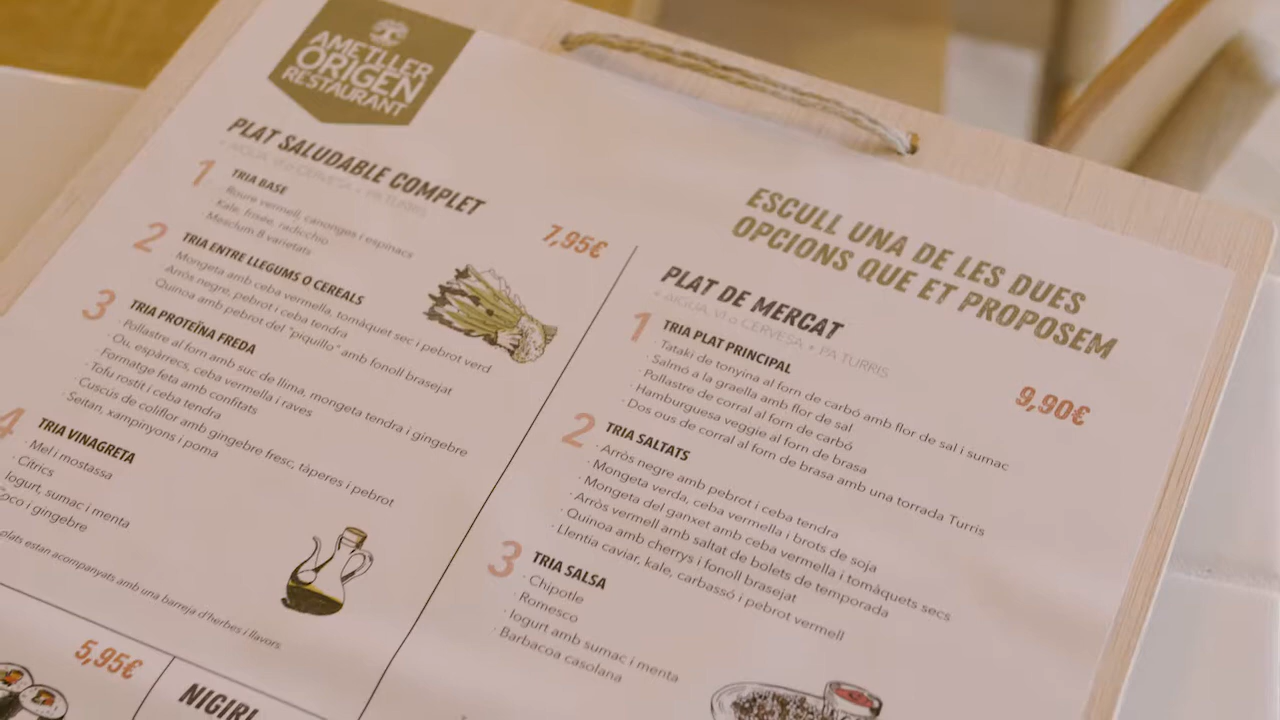 AMETLLER
ORIGEN
RESTAURANT
PLAT SALUDABLE COMPLET
+ AIGUA, VI o CERVESA + PA TURRIS
7,95€
1 TRIA BASE
· Roure vermell, canonges i espinacs
· Kale, frisée, radicchio
· Mesclum 8 varietats
2 TRIA ENTRE LLEGUMS O CEREALS
· Mongeta amb ceba vermella, tomàquet sec i pebrot verd
· Arròs negre, pebrot i ceba tendra
· Quinoa amb pebrot del "piquillo" amb fonoll brasejat
3 TRIA PROTEÏNA FREDA
· Pollastre al forn amb suc de llima, mongeta tendra i gingebre
· Ou, espàrrecs, ceba vermella i raves
· Formatge feta amb confitats
· Tofu rostit i ceba tendra
· Cuscús de coliflor amb gingebre fresc, tàperes i pebrot
· Seitan, xampinyons i poma
4 TRIA VINAGRETA
· Mel i mostassa
· Cítrics
Iogurt, sumac i menta
Coco i gingebre
plats estan acompanyats amb una barreja d'herbes i llavors.
5,95€
NIGIRI
ESCULL UNA DE LES DUES
OPCIONS QUE ET PROPOSEM
PLAT DE MERCAT
+ AIGUA, VI o CERVESA + PA TURRIS
9,90€
1 TRIA PLAT PRINCIPAL
· Tataki de tonyina al forn de carbó amb flor de sal i sumac
· Salmó a la graella amb flor de sal
· Pollastre de corral al forn de carbó
· Hamburguesa veggie al forn de brasa
· Dos ous de corral al forn de brasa amb una torrada Turris
2 TRIA SALTATS
· Arròs negre amb pebrot i ceba tendra
· Mongeta verda, ceba vermella i brots de soja
· Mongeta del ganxet amb ceba vermella i tomàquets secs
· Arròs vermell amb saltat de bolets de temporada
· Quinoa amb cherrys i fonoll brasejat
· Llentia caviar, kale, carbassó i pebrot vermell
3 TRIA SALSA
· Chipotle
· Romesco
· Iogurt amb sumac i menta
· Barbacoa casolana